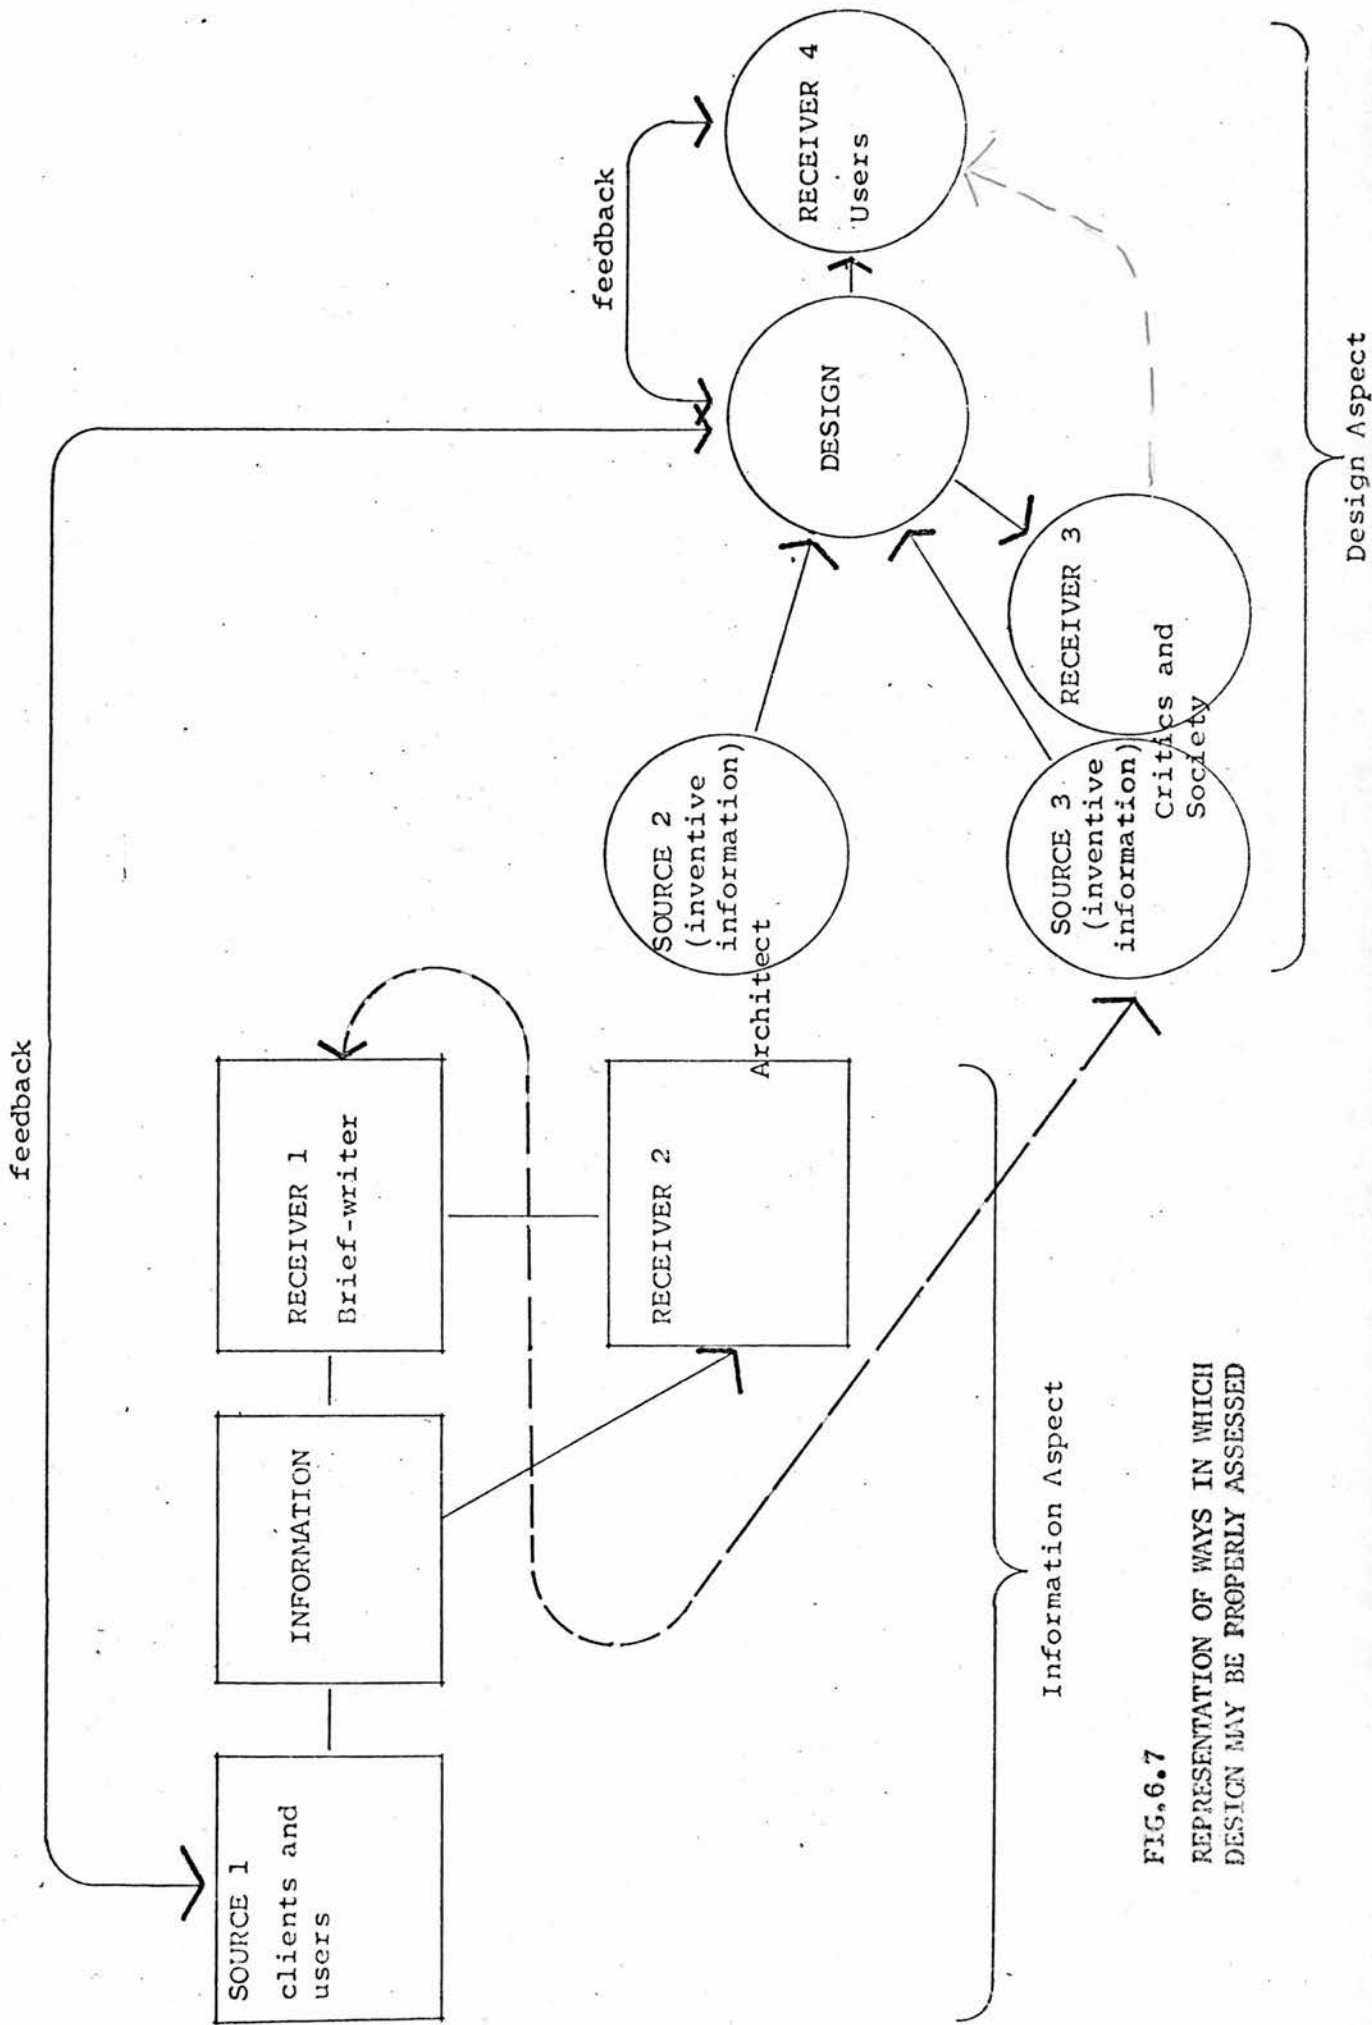 feedback
SOURCE 1
clients and
users
INFORMATION
RECEIVER 1
Brief-writer
RECEIVER 2
Architect
SOURCE 2
(inventive
information)
feedback
DESIGN
RECEIVER 4
Users
SOURCE 3
(inventive
information)
RECEIVER 3
Critics and
Society
Information Aspect
Design Aspect
FIG.6.7
REPRESENTATION OF WAYS IN WHICH
DESIGN MAY BE PROPERLY ASSESSED